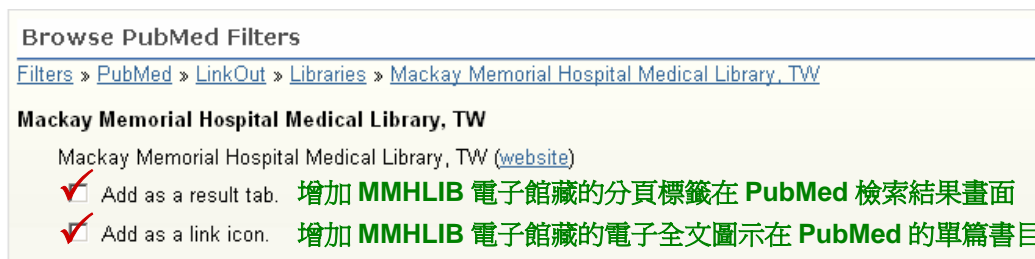 Browse PubMed Filters
Filters » PubMed » LinkOut » Libraries » Mackay Memorial Hospital Medical Library, TW
Mackay Memorial Hospital Medical Library, TW
Mackay Memorial Hospital Medical Library, TW (website)
Add as a result tab. 增加 MMHLIB 電子館藏的分頁標籤在 PubMed 檢索結果畫面
Add as a link icon. 增加 MMHLIB 電子館藏的電子全文圖示在 PubMed 的單篇書目